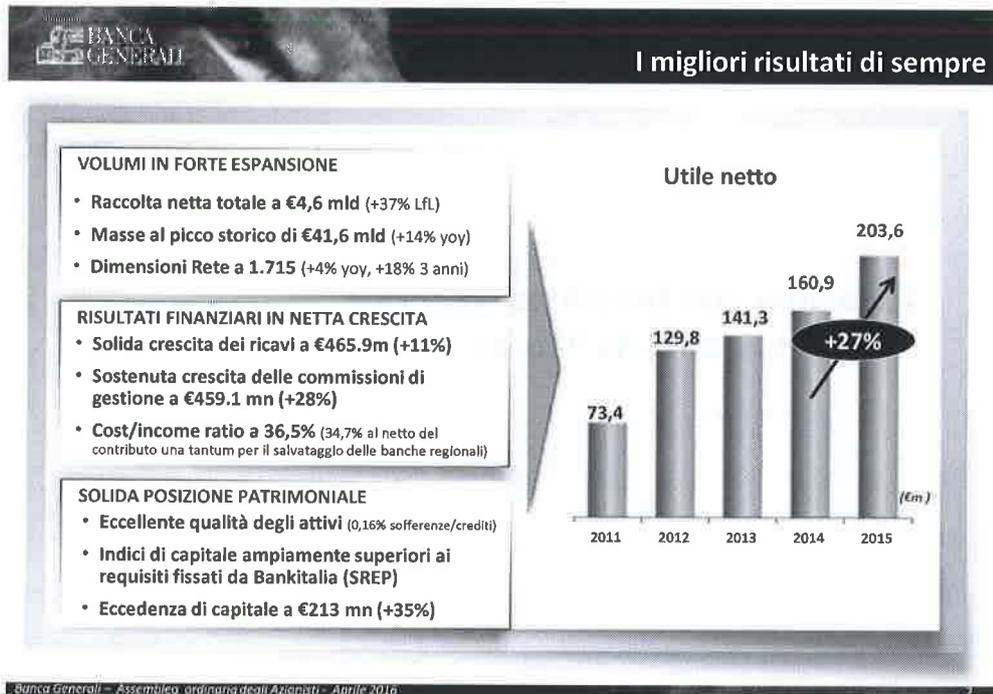 BANCA
GENERALI
I migliori risultati di sempre
VOLUMI IN FORTE ESPANSIONE
• Raccolta netta totale a €4,6 mld (+37% LfL)
• Masse al picco storico di €41,6 mld (+14% yoy)
• Dimensioni Rete a 1.715 (+4% yoy, +18% 3 anni)
RISULTATI FINANZIARI IN NETTA CRESCITA
• Solida crescita dei ricavi a €465.9m (+11%)
• Sostenuta crescita delle commissioni di
gestione a €459.1 mn (+28%)
• Cost/income ratio a 36,5% (34,7% al netto del
contributo una tantum per il salvataggio delle banche regionali)
SOLIDA POSIZIONE PATRIMONIALE
• Eccellente qualità degli attivi (0,16% sofferenze/crediti)
• Indici di capitale ampiamente superiori ai
requisiti fissati da Bankitalia (SREP)
• Eccedenza di capitale a €213 mn (+35%)
Utile netto
203,6
160,9
141,3
129,8
73,4
+27%
(€m)
2011 2012 2013 2014 2015
Banca Generali – Assemblea ordinaria degli Azionisti - Aprile 2016